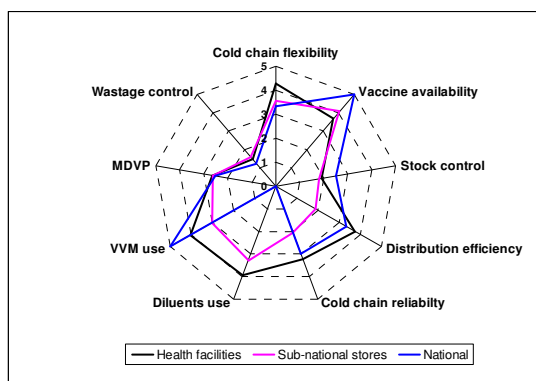 Cold chain flexibility
5
Wastage control
Vaccine availability
4
3
2
MDVP
1
Stock control
0
VVM use
Distribution efficiency
Diluents use
Cold chain reliabilty
Health facilities
Sub-national stores
National